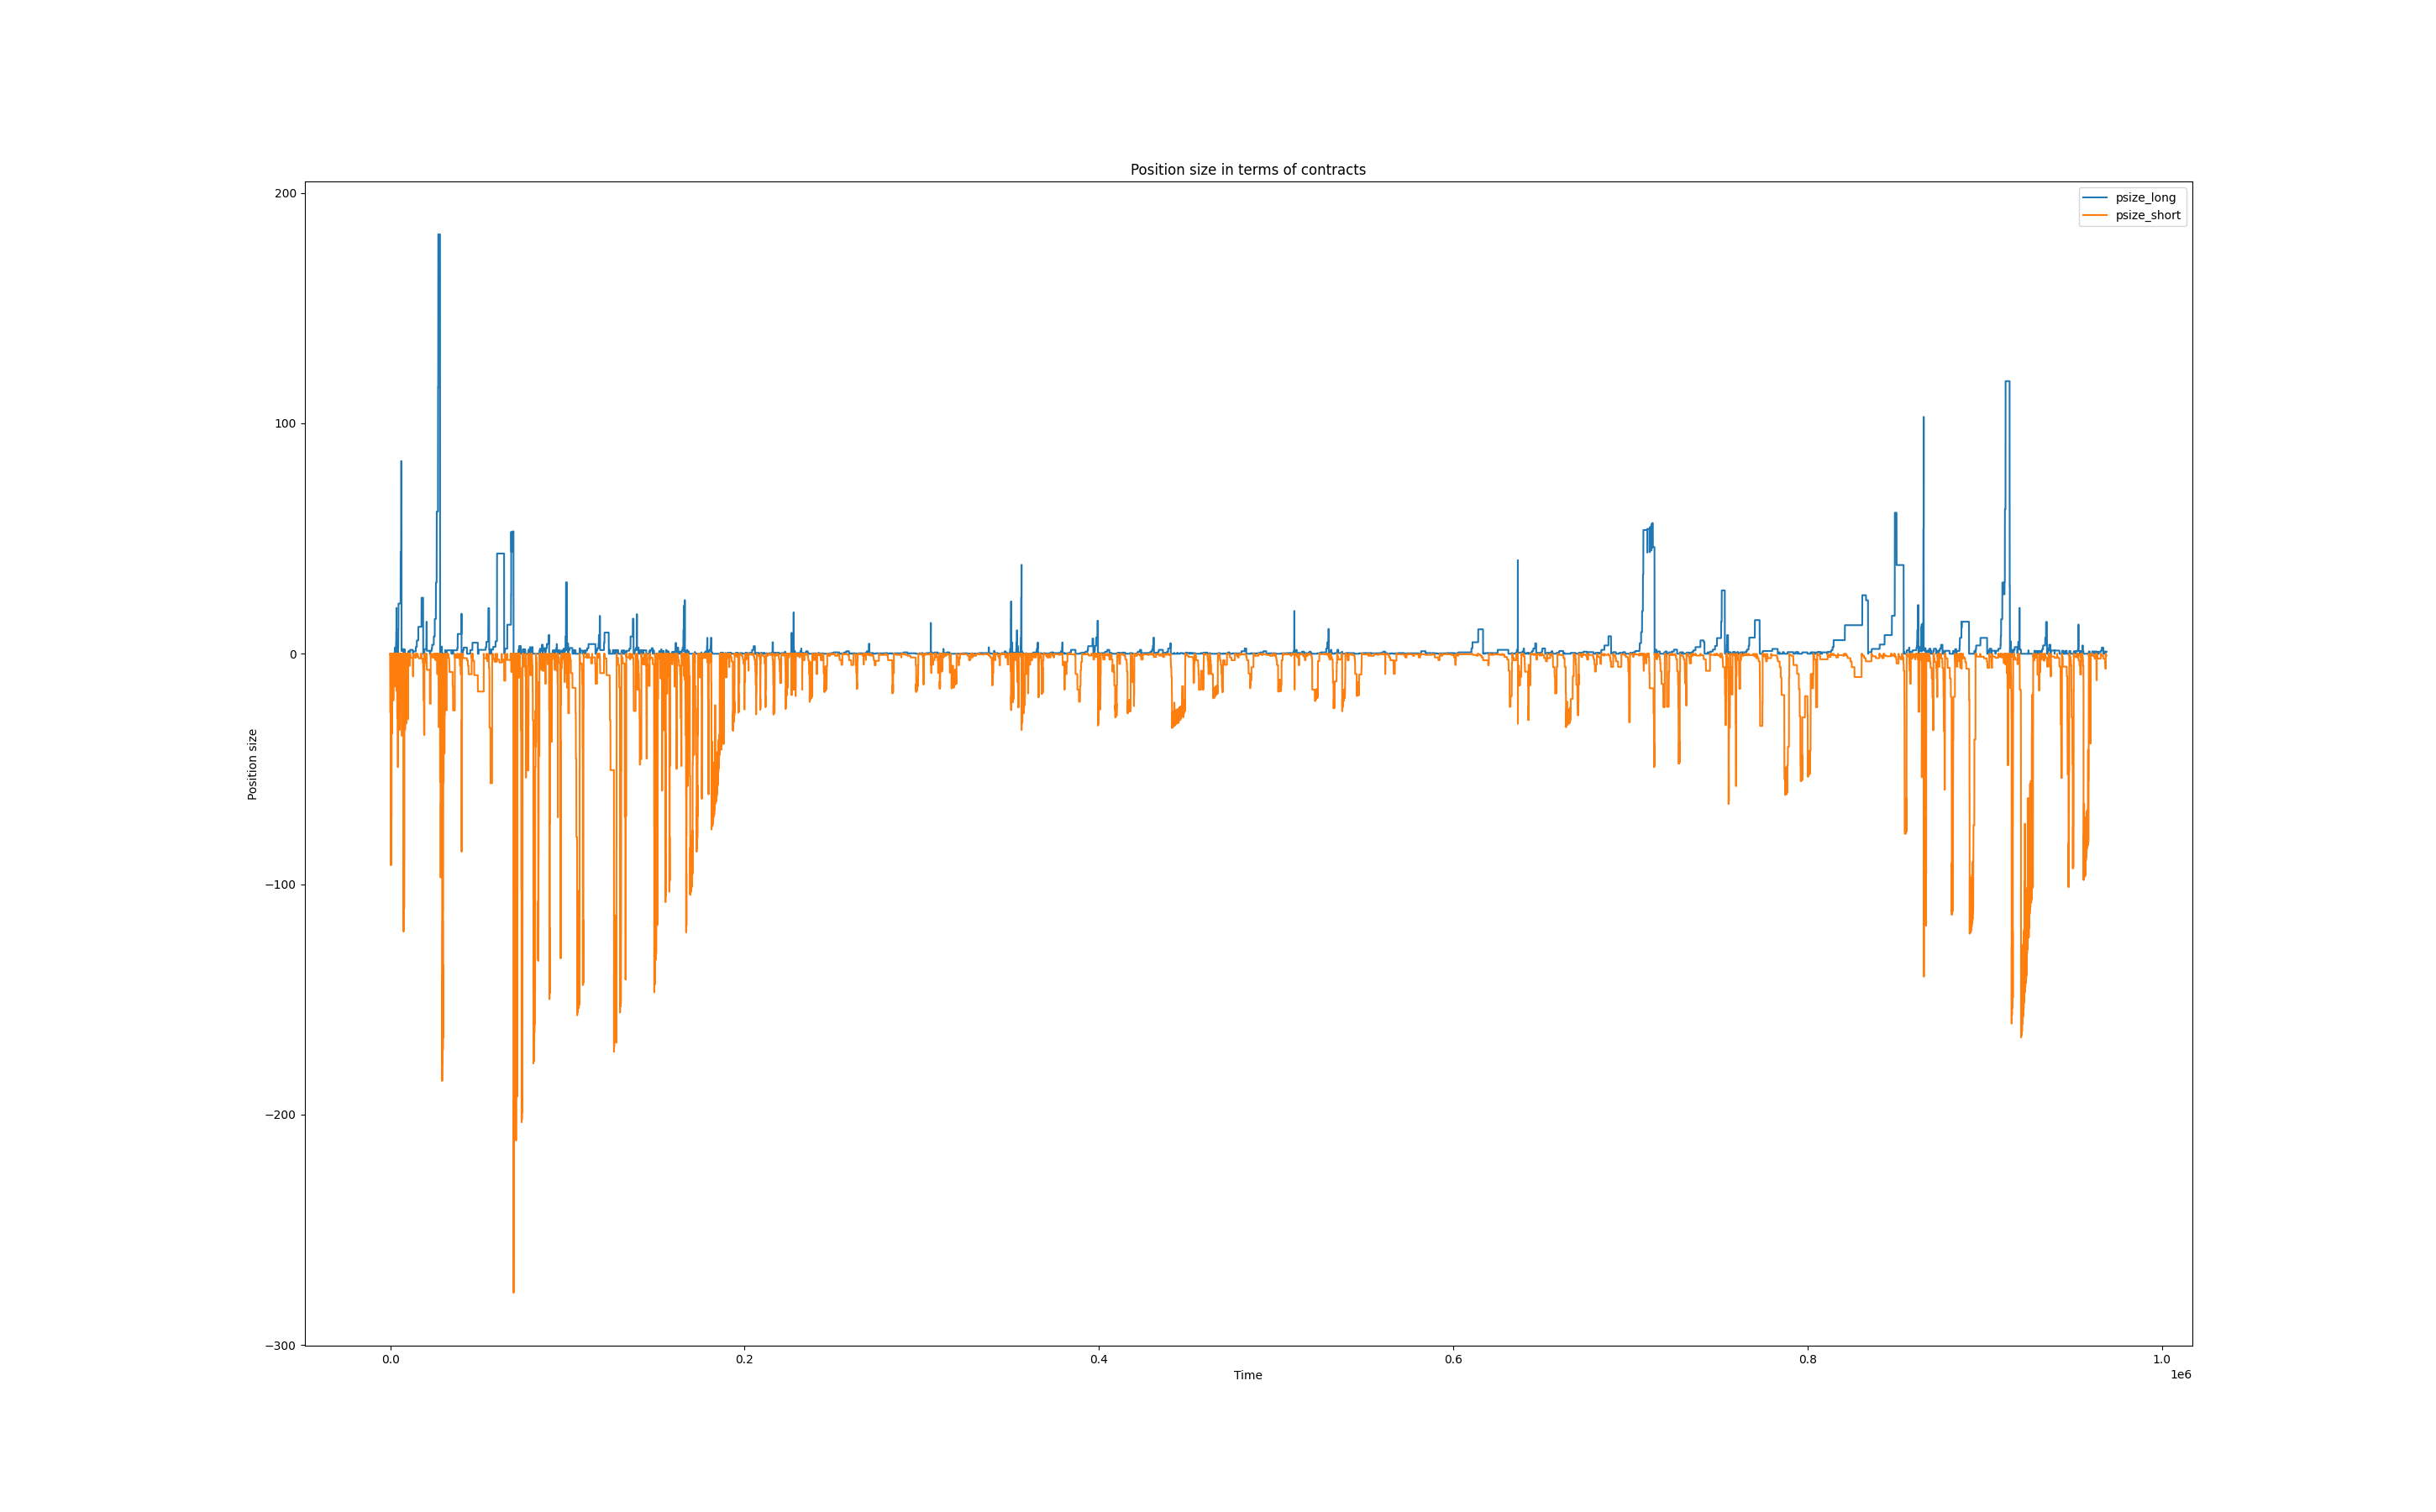 Position size in terms of contracts
psize_long
psize_short
200
100
0
−100
−200
−300
Position size
0.0
0.2
0.4
0.6
0.8
1.0
1e6
Time